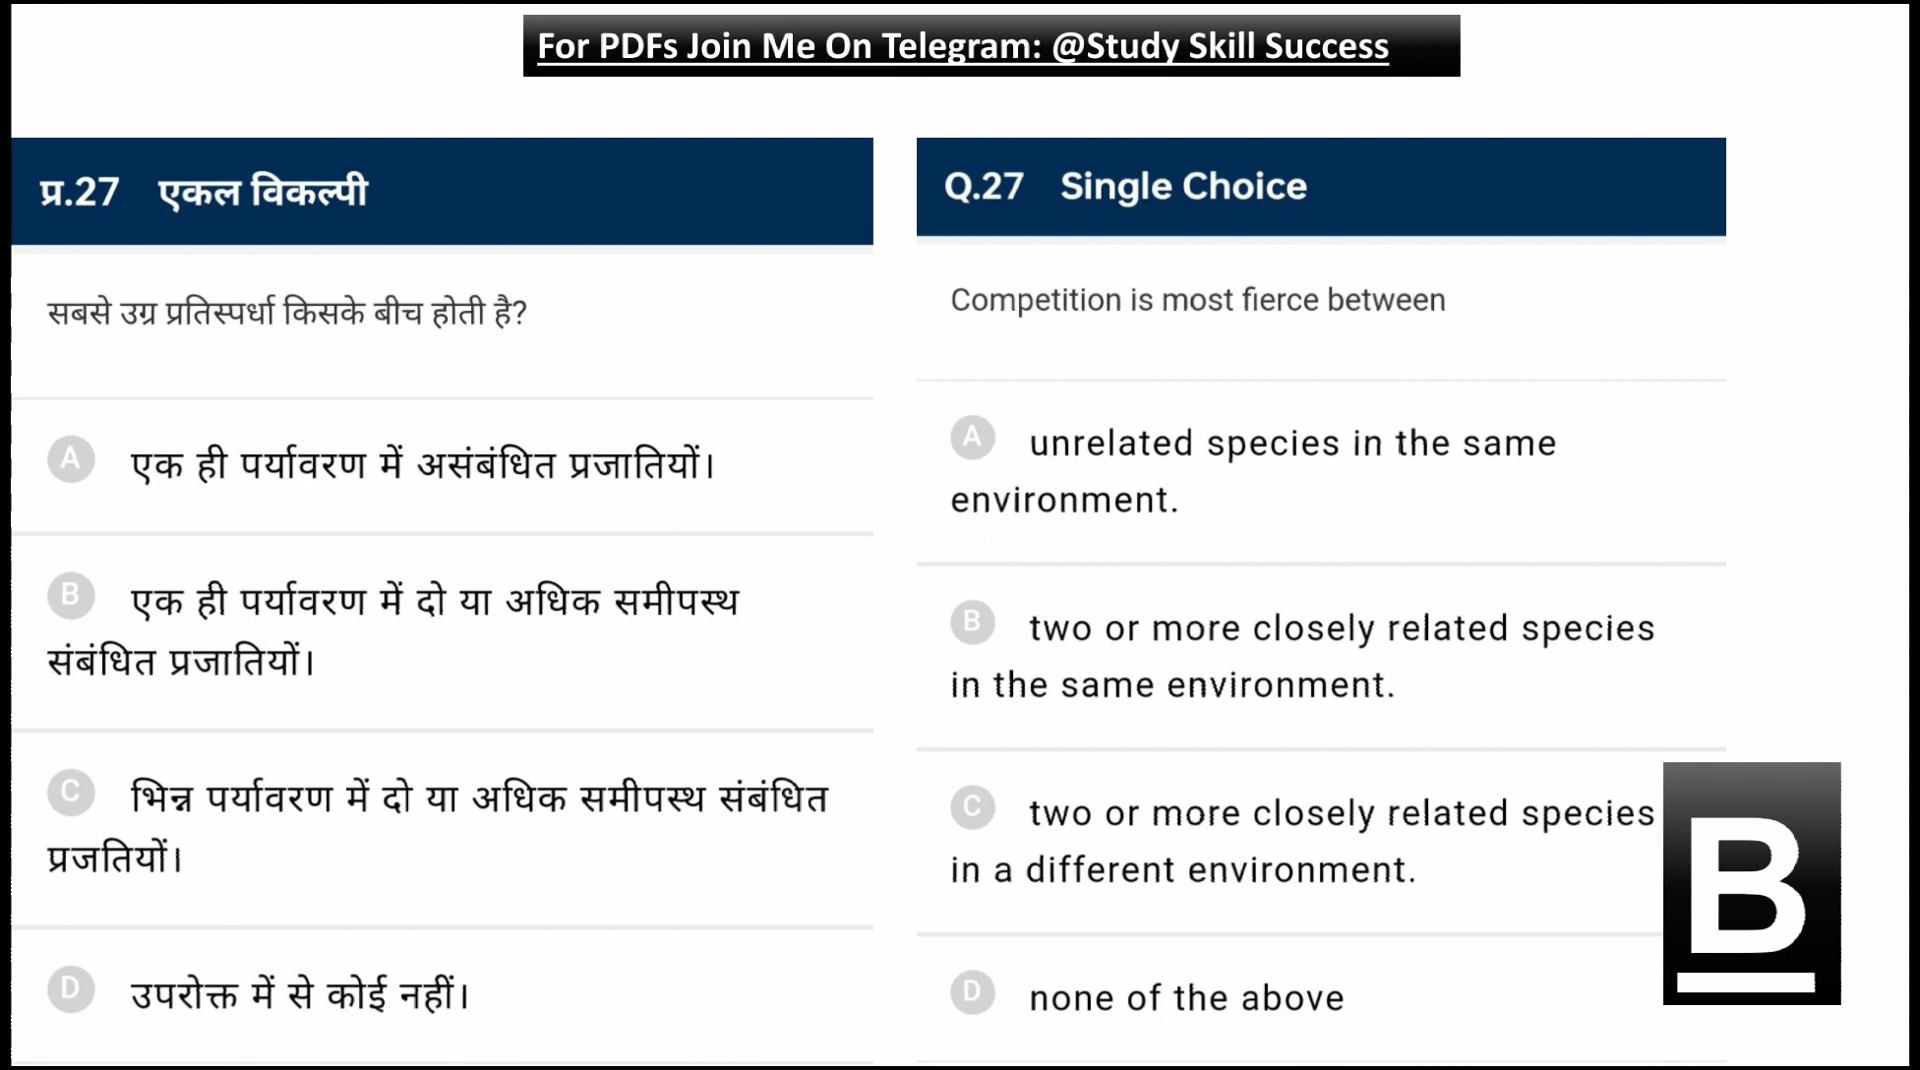 For PDFs Join Me On Telegram: @Study Skill Success
प्र.27 एकल विकल्पी
सबसे उग्र प्रतिस्पर्धा किसके बीच होती है?
A एक ही पर्यावरण में असंबंधित प्रजातियों।
B एक ही पर्यावरण में दो या अधिक समीपस्थ
संबंधित प्रजातियों।
C भिन्न पर्यावरण में दो या अधिक समीपस्थ संबंधित
प्रजतियों।
D उपरोक्त में से कोई नहीं।
Q.27 Single Choice
Competition is most fierce between
A unrelated species in the same
environment.
B two or more closely related species
in the same environment.
C two or more closely related species
in a different environment.
D none of the above
B